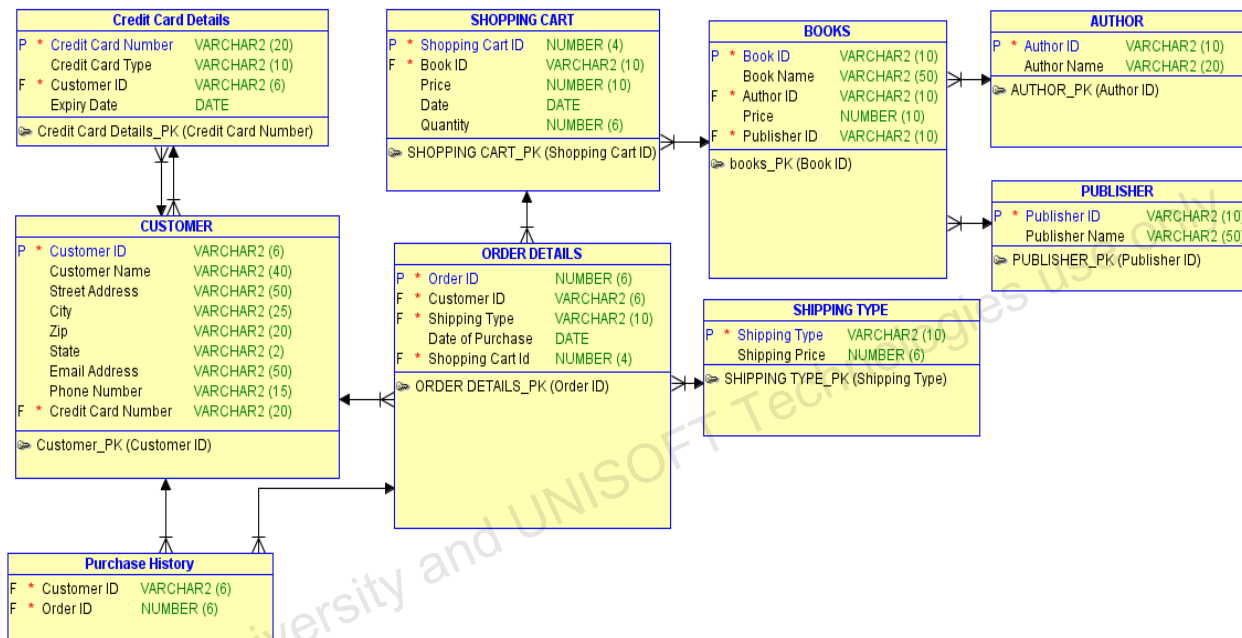 Credit Card Details
P * Credit Card Number VARCHAR2 (20)
Credit Card Type VARCHAR2 (10)
F * Customer ID VARCHAR2 (6)
Expiry Date DATE
Credit Card Details_PK (Credit Card Number)
SHOPPING CART
P * Shopping Cart ID NUMBER (4)
F * Book ID VARCHAR2 (10)
Price NUMBER (10)
Date DATE
Quantity NUMBER (6)
SHOPPING CART_PK (Shopping Cart ID)
BOOKS
P * Book ID VARCHAR2 (10)
Book Name VARCHAR2 (50)
F * Author ID VARCHAR2 (10)
Price NUMBER (10)
F * Publisher ID VARCHAR2 (10)
books_PK (Book ID)
AUTHOR
P * Author ID VARCHAR2 (10)
Author Name VARCHAR2 (20)
AUTHOR_PK (Author ID)
PUBLISHER
P * Publisher ID VARCHAR2 (10)
Publisher Name VARCHAR2 (50)
PUBLISHER_PK (Publisher ID)
CUSTOMER
P * Customer ID VARCHAR2 (6)
Customer Name VARCHAR2 (40)
Street Address VARCHAR2 (50)
City VARCHAR2 (25)
Zip VARCHAR2 (20)
State VARCHAR2 (2)
Email Address VARCHAR2 (50)
Phone Number VARCHAR2 (15)
F * Credit Card Number VARCHAR2 (20)
Customer_PK (Customer ID)
ORDER DETAILS
P * Order ID NUMBER (6)
F * Customer ID VARCHAR2 (6)
F * Shipping Type VARCHAR2 (10)
Date of Purchase DATE
F * Shopping Cart Id NUMBER (4)
ORDER DETAILS_PK (Order ID)
SHIPPING TYPE
P * Shipping Type VARCHAR2 (10)
Shipping Price NUMBER (6)
SHIPPING TYPE_PK (Shipping Type)
Purchase History
F * Customer ID VARCHAR2 (6)
F * Order ID NUMBER (6)
and UNISOFT Technologies use only